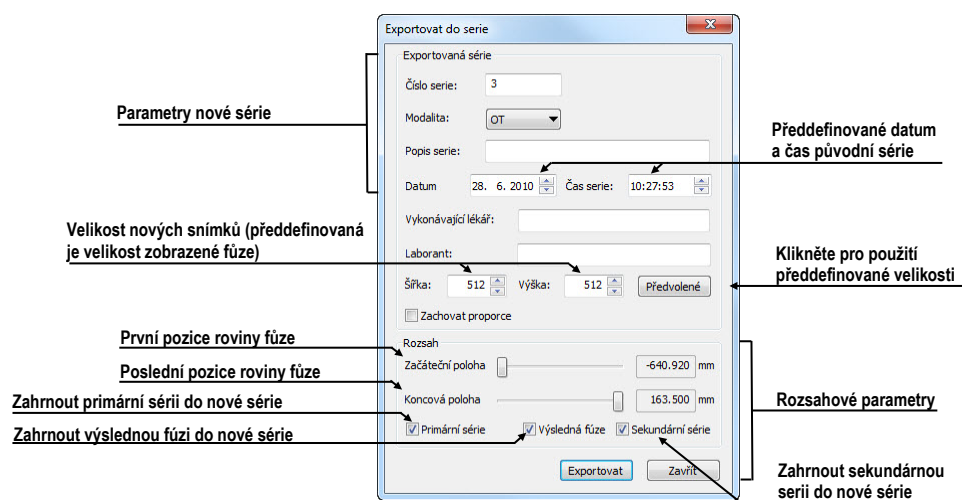 Exportovat do serie
Exportovaná série
Číslo serie: 3
Parametry nové série
Modalita: OT
Předdefinované datum
a čas původní série
Popis serie:
Datum 28. 6. 2010 Čas serie: 10:27:53
Vykonávající lékář:
Velikost nových snímků (předdefinovaná
je velikost zobrazené fůze)
Laborant:
Klikněte pro použití
předdefinované velikosti
Šířka: 512 Výška: 512 Předvolené
Zachovat proporce
První pozice roviny fůze
Rozsah
Začáteční poloha -640.920 mm
Poslední pozice roviny fůze
Koncová poloha 163.500 mm
Rozsahové parametry
Zahrnout primární sérii do nové série
Primární série Výsledná fúze Sekundární série
Zahrnout výslednou fúzi do nové série
Exportovat Zavřít
Zahrnout sekundárnou
serii do nové série